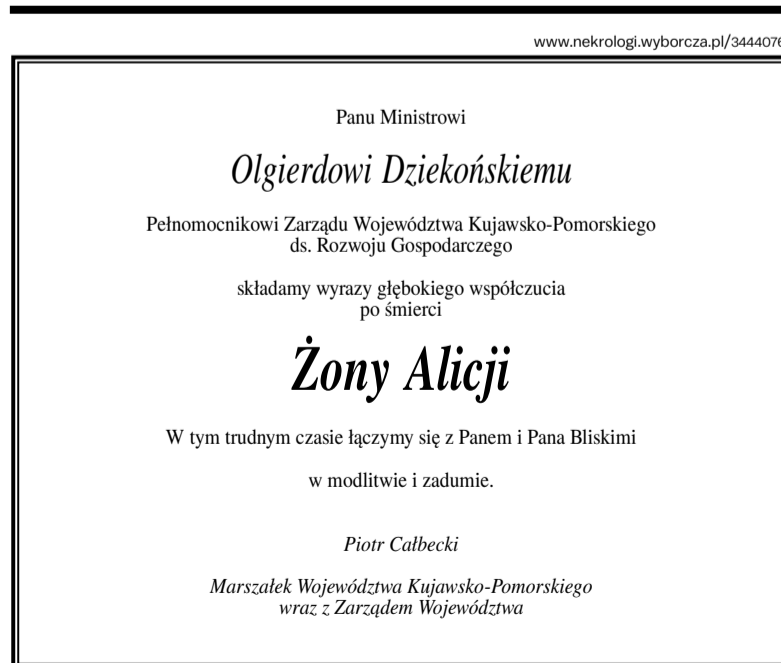 www.nekrologi.wyborcza.pl/3444076
Panu Ministrowi
Olgierdowi Dziekońskiemu
Pełnomocnikowi Zarządu Województwa Kujawsko-Pomorskiego
ds. Rozwoju Gospodarczego
składamy wyrazy głębokiego współczucia
po śmierci
Żony Alicji
W tym trudnym czasie łączymy się z Panem i Pana Bliskimi
w modlitwie i zadumie.
Piotr Całbecki
Marszałek Województwa Kujawsko-Pomorskiego
wraz z Zarządem Województwa